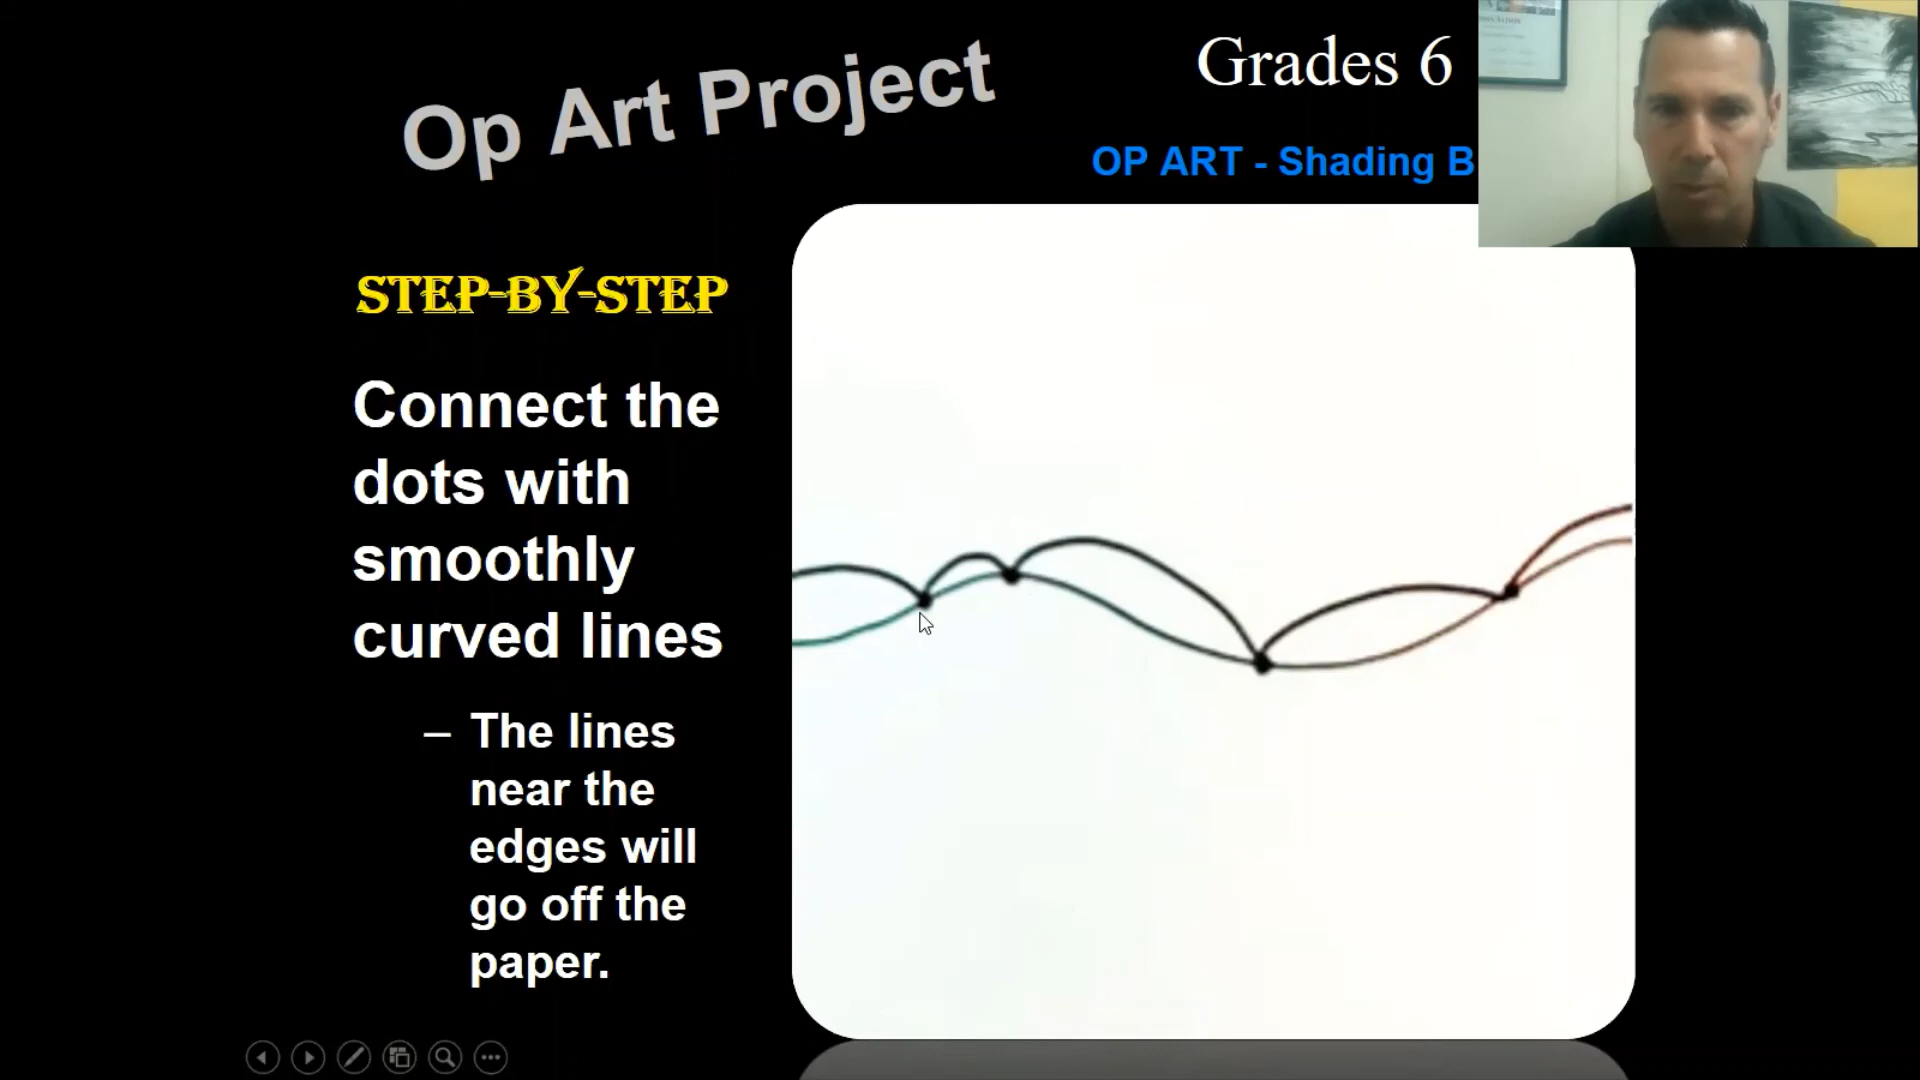 Op Art Project
Grades 6
OP ART - Shading B
STEP-BY-STEP
Connect the
dots with
smoothly
curved lines
– The lines
near the
edges will
go off the
paper.